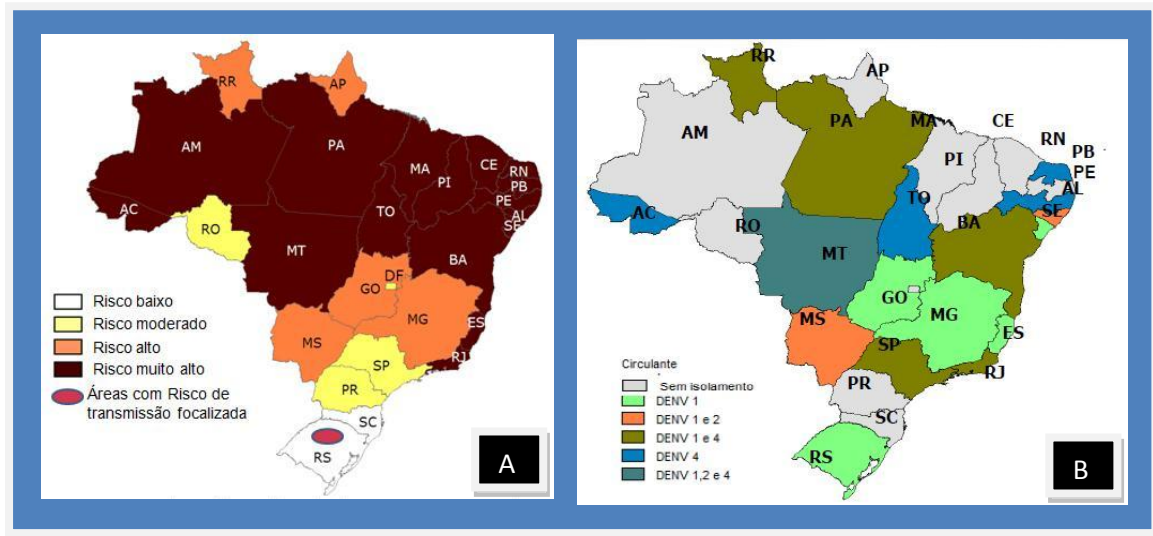 RR
AP
AM
PA
MA
CE
RN
PI
PB
PE
AC
TO
AL
SE
RO
MT
BA
DF
GO
MG
ES
MS
SP
RJ
PR
SC
RS
Risco baixo
Risco moderado
Risco alto
Risco muito alto
Áreas com Risco de
transmissão focalizada
A
RR
AP
AM
PA
MA
CE
RN
PI
PB
PE
AL
AC
TO
SE
RO
BA
MT
GO
MG
MS
ES
SP
RJ
PR
SC
RS
Circulante
Sem isolamento
DENV 1
DENV 1 e 2
DENV 1 e 4
DENV 4
DENV 1,2 e 4
B